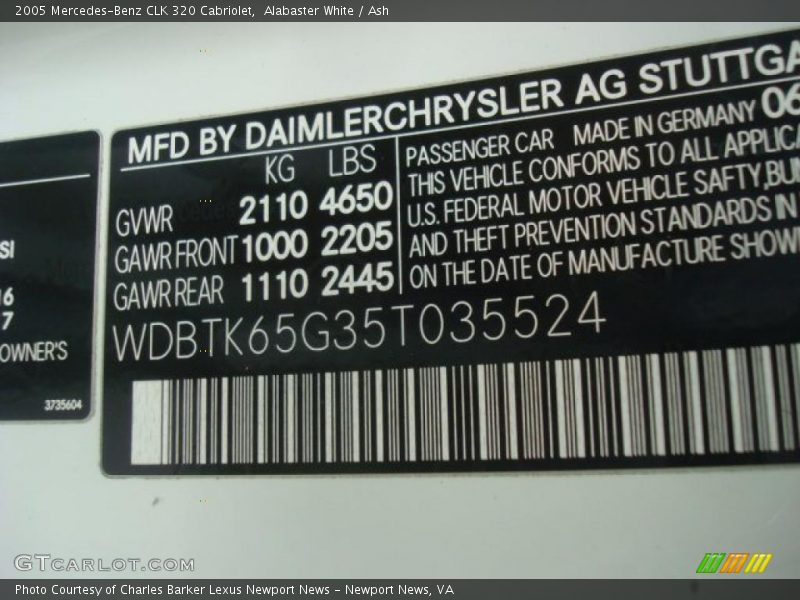 2005 Mercedes-Benz CLK 320 Cabriolet,  Alabaster White / Ash
MFD BY DAIMLERCHRYSLER AG STUTTGA
KG LBS
GVWR 2110 4650
GAWR FRONT 1000 2205
GAWR REAR 1110 2445
PASSENGER CAR MADE IN GERMANY 06
THIS VEHICLE CONFORMS TO ALL APPLICA
U.S. FEDERAL MOTOR VEHICLE SAFTY,BUM
AND THEFT PREVENTION STANDARDS IN
ON THE DATE OF MANUFACTURE SHOW
WDBTK65G35T035524
SI
16
7
OWNER'S
3735604
GTCARLOT.COM
Photo Courtesy of Charles Barker Lexus Newport News - Newport News, VA